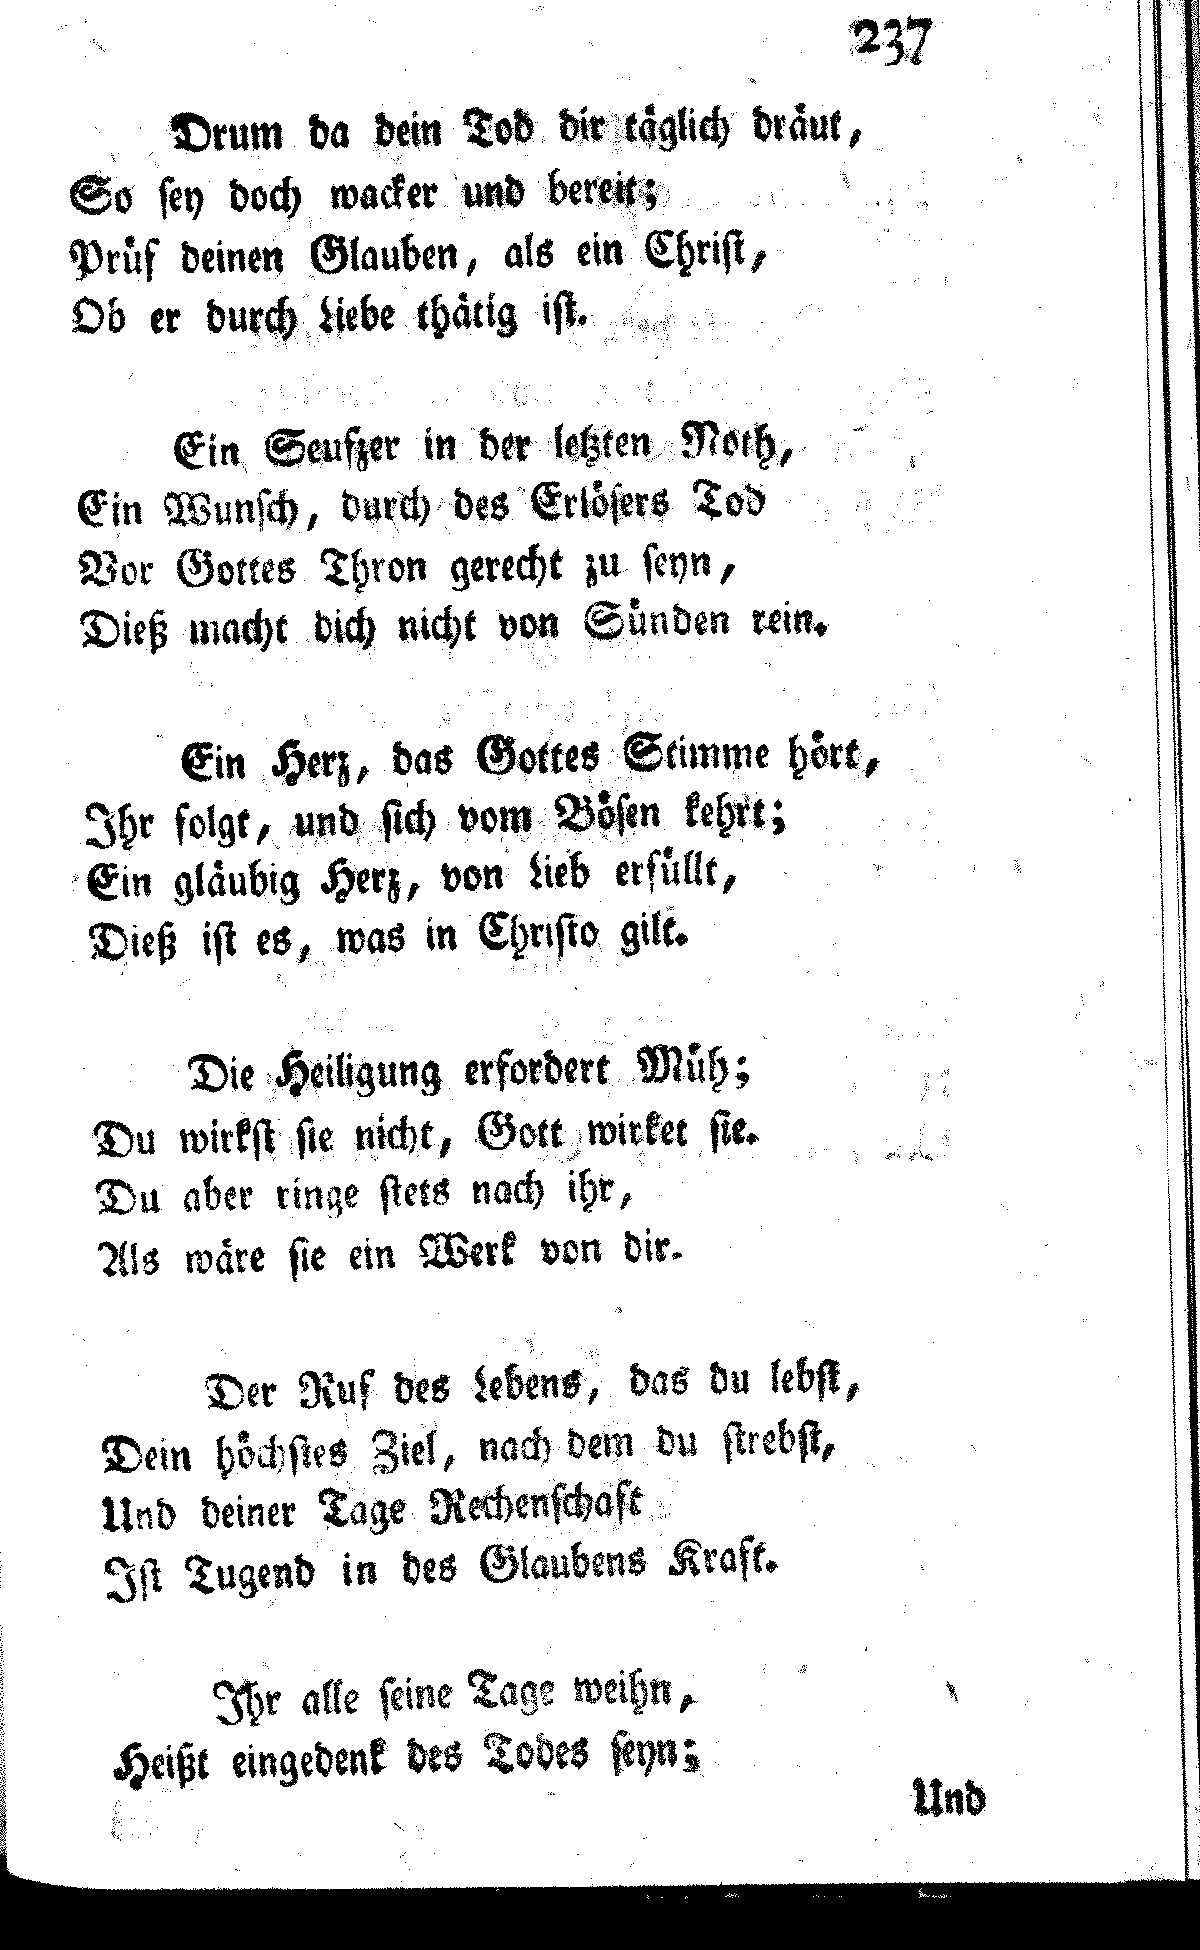 237
Drum da dein Tod dir täglich dräut,
So sey doch wacker und bereit;
Prüf deinen Glauben, als ein Christ,
Ob er durch Liebe thätig ist.
Ein Seufzer in der letzten Noth,
Ein Wunsch, durch des Erlösers Tod
Vor Gottes Thron gerecht zu seyn,
Dieß macht dich nicht von Sünden rein.
Ein Herz, das Gottes Stimme hört,
Ihr folgt, und sich vom Bösen kehrt;
Ein gläubig Herz, von Lieb erfüllt,
Dieß ist es, was in Christo gilt.
Die Heiligung erfordert Müh;
Du wirkst sie nicht, Gott wirket sie.
Du aber ringe stets nach ihr,
Als wäre sie ein Werk von dir.
Der Ruf des Lebens, das du lebst,
Dein höchstes Ziel, nach dem du strebst,
Und deiner Tage Rechenschaft
Ist Tugend in des Glaubens Kraft.
Ihr alle seine Tage weihn,
Heißt eingedenk des Todes seyn;
Und